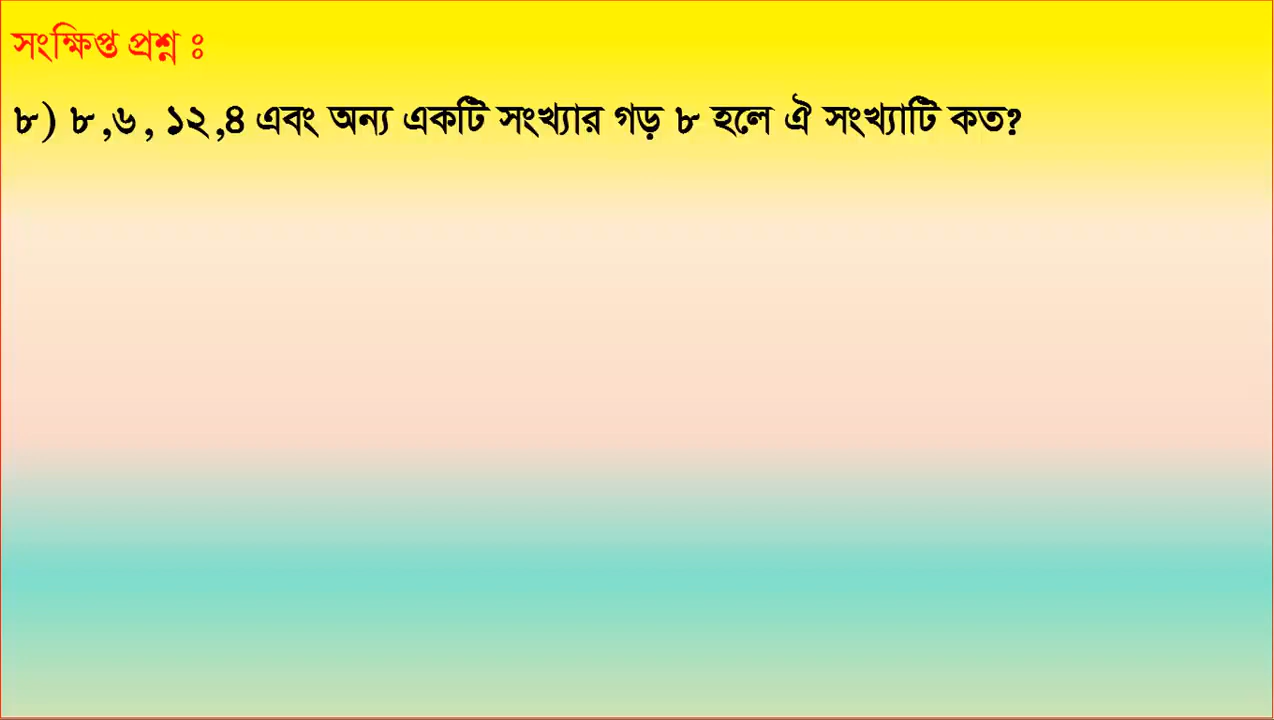 সংক্ষিপ্ত প্রশ্ন ঃ
৮) ৮ ,৬ , ১২ ,৪ এবং অন্য একটি সংখ্যার গড় ৮ হলে ঐ সংখ্যাটি কত?